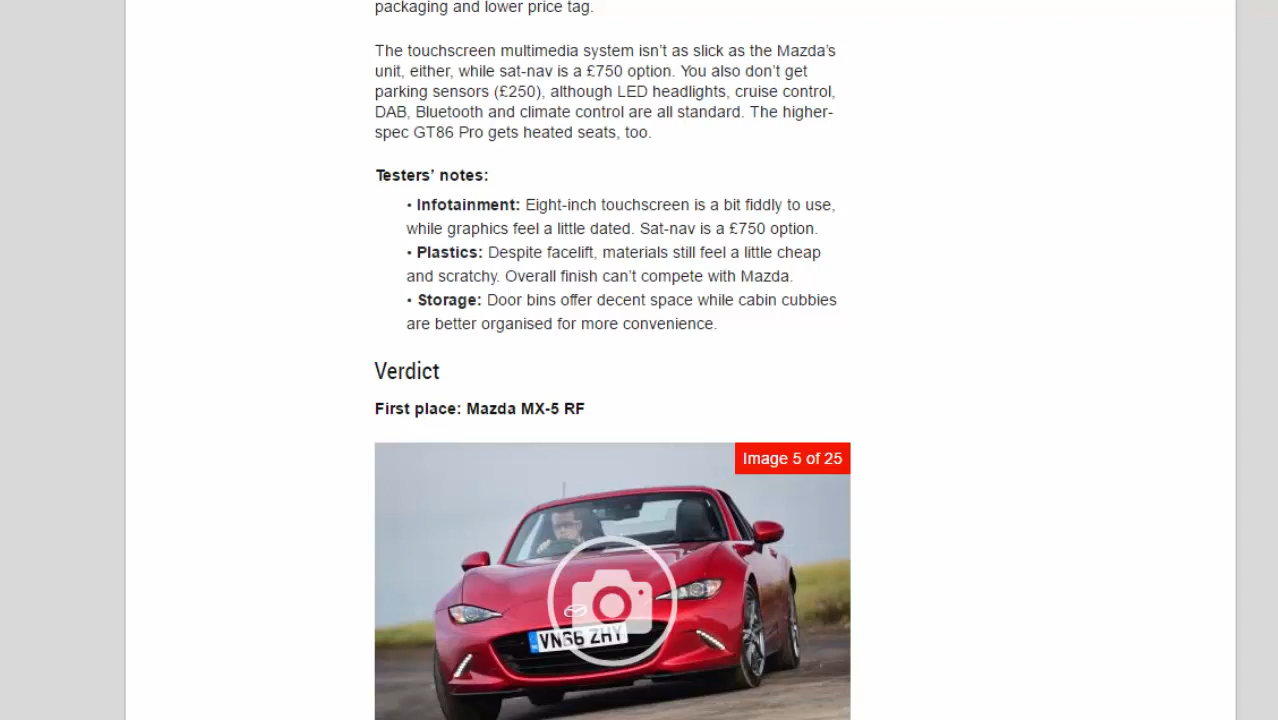 packaging and lower price tag.
The touchscreen multimedia system isn’t as slick as the Mazda’s
unit, either, while sat-nav is a £750 option. You also don’t get
parking sensors (£250), although LED headlights, cruise control,
DAB, Bluetooth and climate control are all standard. The higher-
spec GT86 Pro gets heated seats, too.
Testers’ notes:
• Infotainment: Eight-inch touchscreen is a bit fiddly to use,
while graphics feel a little dated. Sat-nav is a £750 option.
• Plastics: Despite facelift, materials still feel a little cheap
and scratchy. Overall finish can’t compete with Mazda.
• Storage: Door bins offer decent space while cabin cubbies
are better organised for more convenience.
Verdict
First place: Mazda MX-5 RF
Image 5 of 25
VN66 ZHY